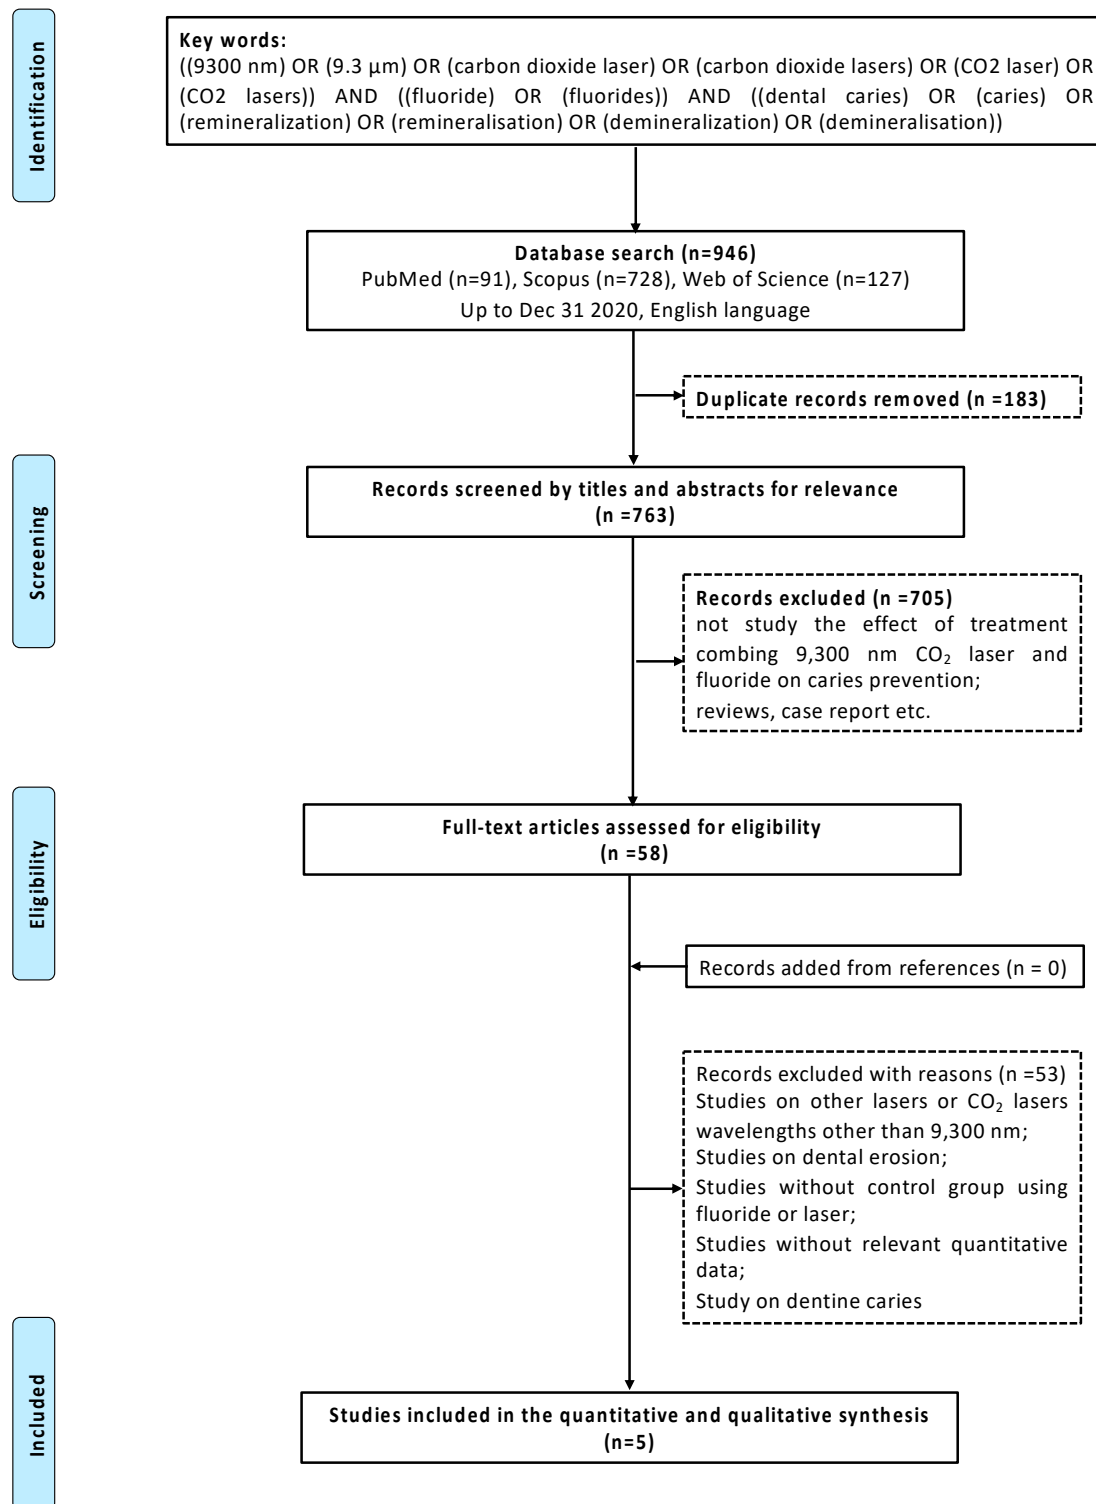 Identification
Key words:
((9300 nm) OR (9.3 µm) OR (carbon dioxide laser) OR (carbon dioxide lasers) OR (CO2 laser) OR
(CO2 lasers)) AND ((fluoride) OR (fluorides)) AND ((dental caries) OR (caries) OR
(remineralization) OR (remineralisation) OR (demineralization) OR (demineralisation))
Database search (n=946)
PubMed (n=91), Scopus (n=728), Web of Science (n=127)
Up to Dec 31 2020, English language
Duplicate records removed (n =183)
Screening
Records screened by titles and abstracts for relevance
(n =763)
Records excluded (n =705)
not study the effect of treatment
combing 9,300 nm CO₂ laser and
fluoride on caries prevention;
reviews, case report etc.
Eligibility
Full-text articles assessed for eligibility
(n =58)
Records added from references (n = 0)
Records excluded with reasons (n =53)
Studies on other lasers or CO₂ lasers
wavelengths other than 9,300 nm;
Studies on dental erosion;
Studies without control group using
fluoride or laser;
Studies without relevant quantitative
data;
Study on dentine caries
Included
Studies included in the quantitative and qualitative synthesis
(n=5)